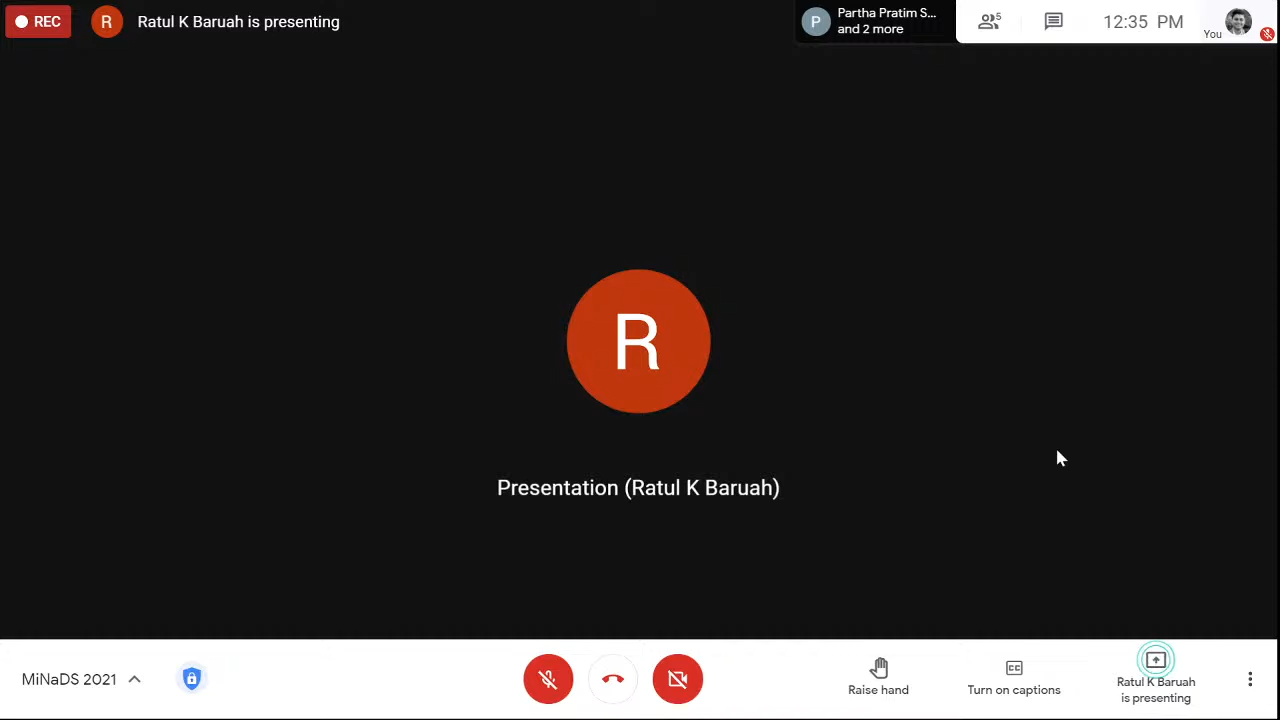 REC
R
Ratul K Baruah is presenting
P
Partha Pratim S...
and 2 more
5
12:35 PM
You
R
Presentation (Ratul K Baruah)
MiNaDS 2021
Raise hand
CC
Turn on captions
Ratul K Baruah
is presenting